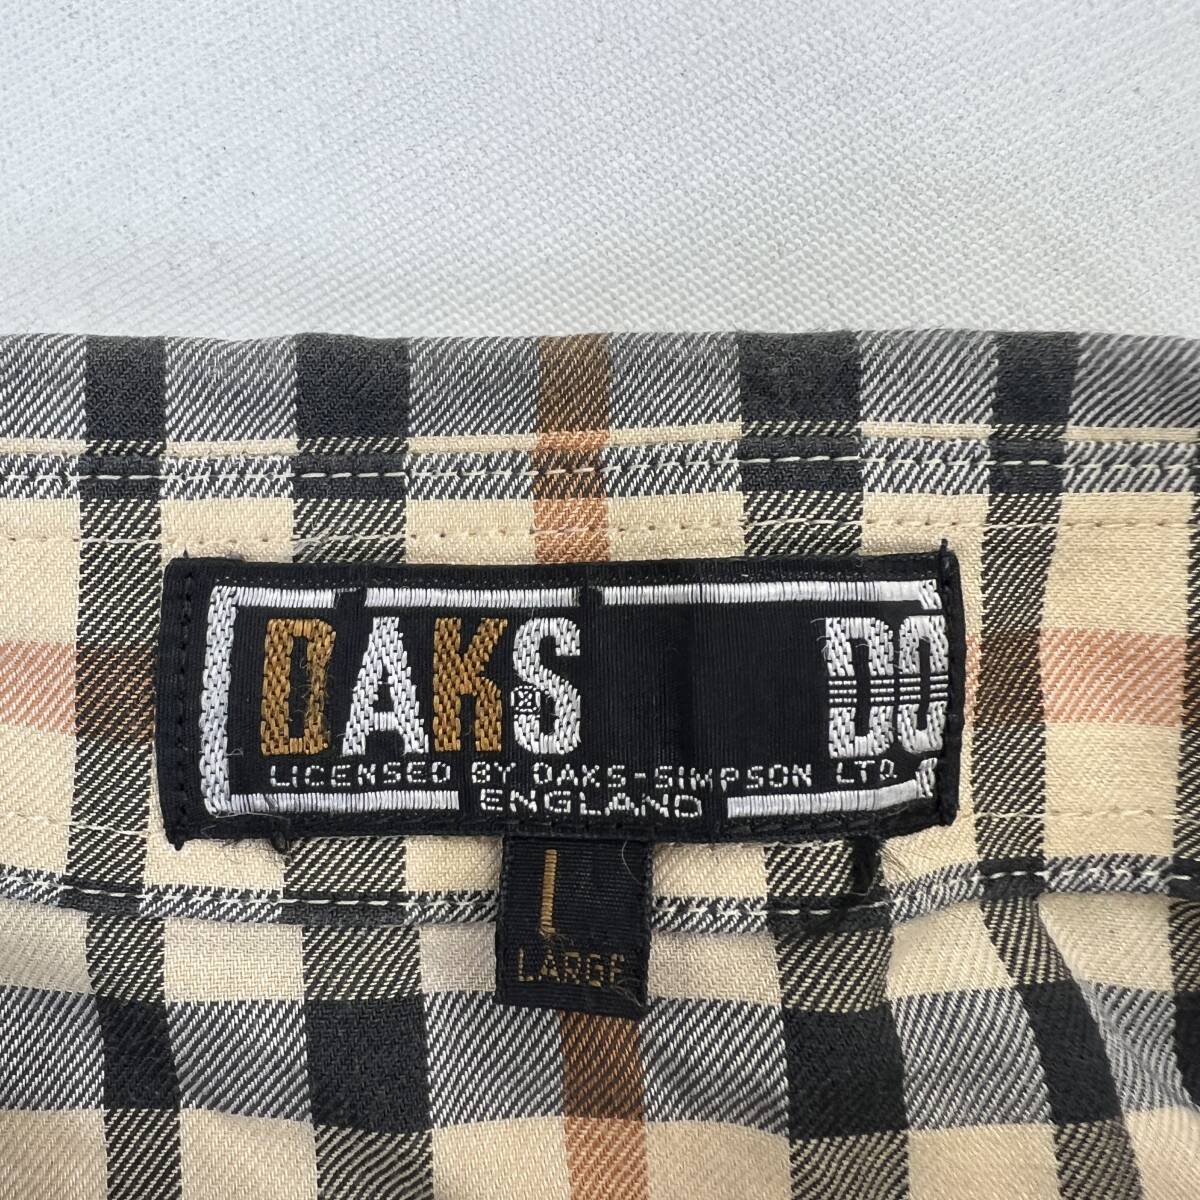 DAKS DO
LICENSED BY DAKS-SIMPSON LTD.
ENGLAND
L
LARGE